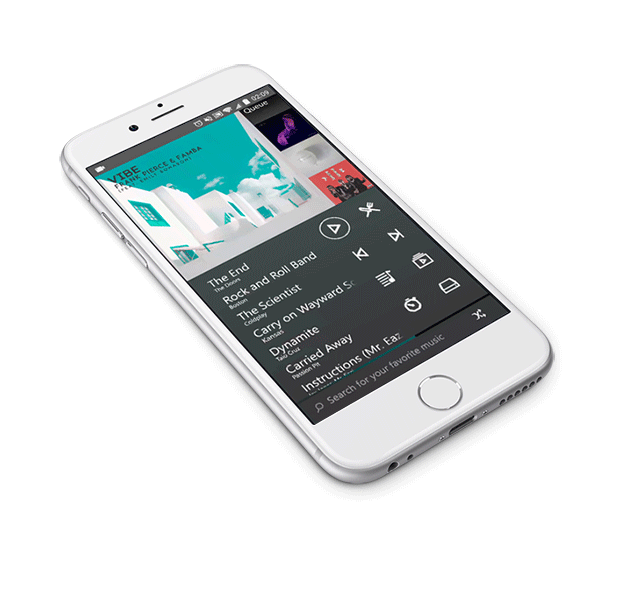 02:09
Queue
VIBE
FRANK PIERCE & FAMBA
The End
The Doors
Rock and Roll Band
Boston
The Scientist
Coldplay
Carry on Wayward Sc
Kansas
Dynamite
Taio Cruz
Carried Away
Passion Pit
Instructions (Mr. Eaz
Search for your favorite music